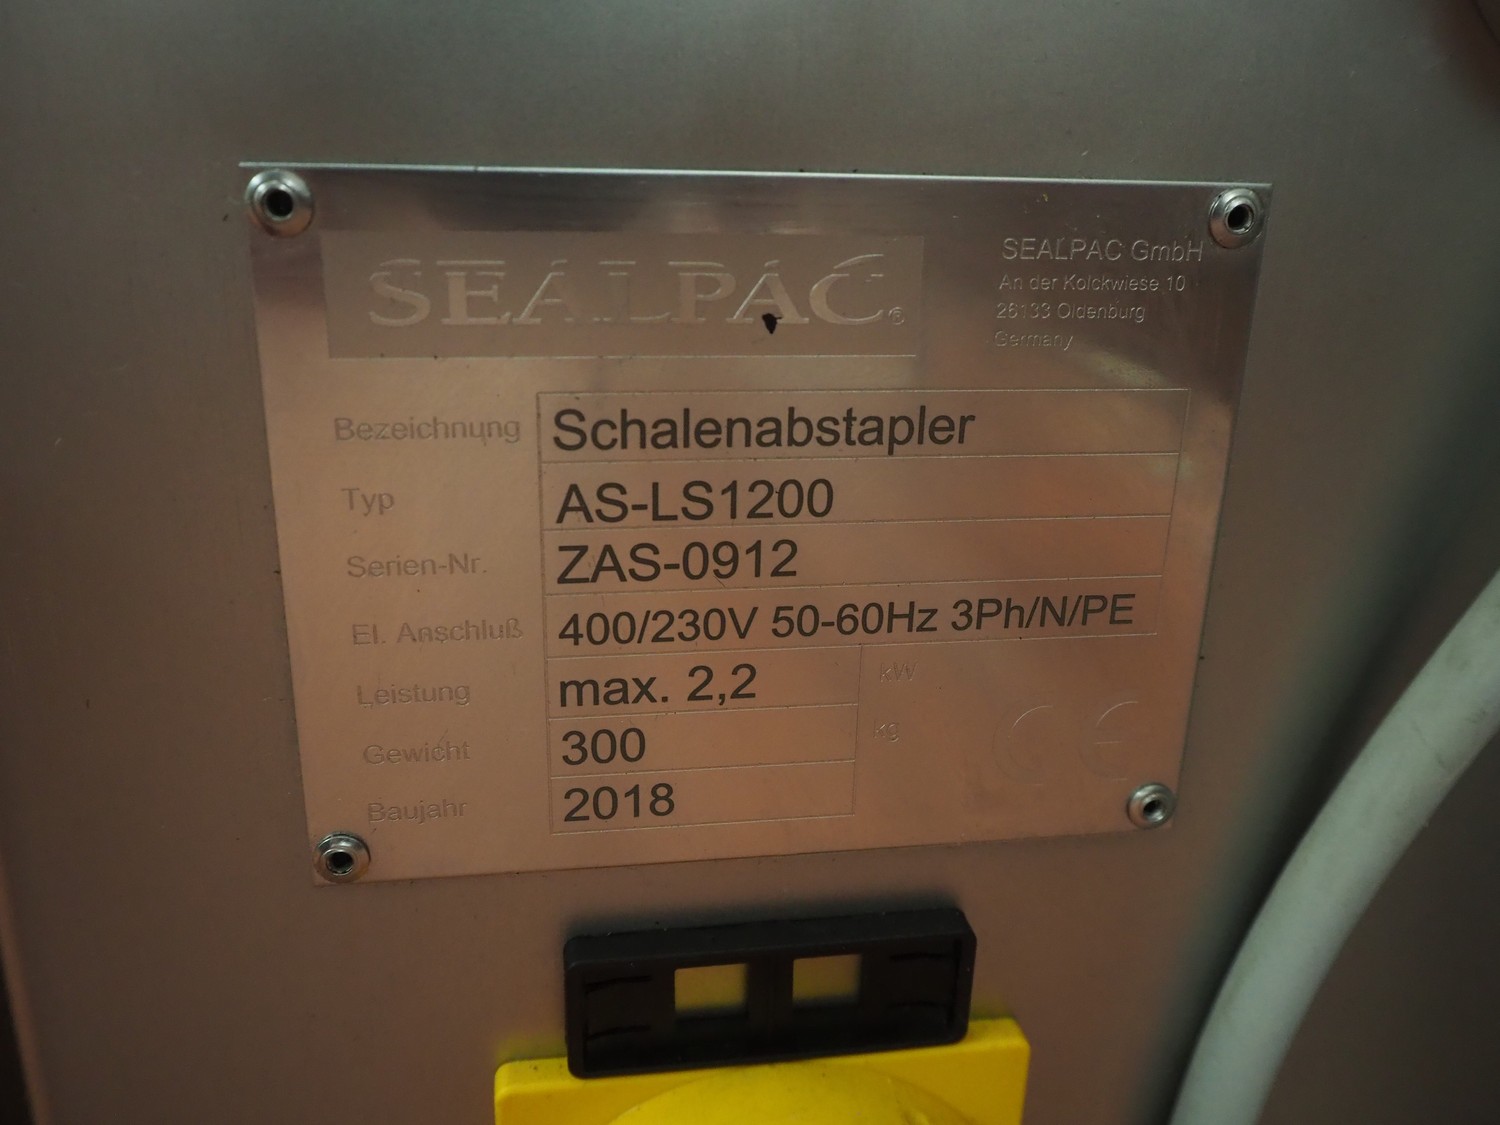 SEALPAC®
SEALPAC GmbH
An der Kolckwiese 10
26133 Oldenburg
Germany
Bezeichnung Schalenabstapler
Typ AS-LS1200
Serien-Nr. ZAS-0912
El. Anschluß 400/230V 50-60Hz 3Ph/N/PE
Leistung max. 2,2 kW
Gewicht 300 kg
Baujahr 2018
CE